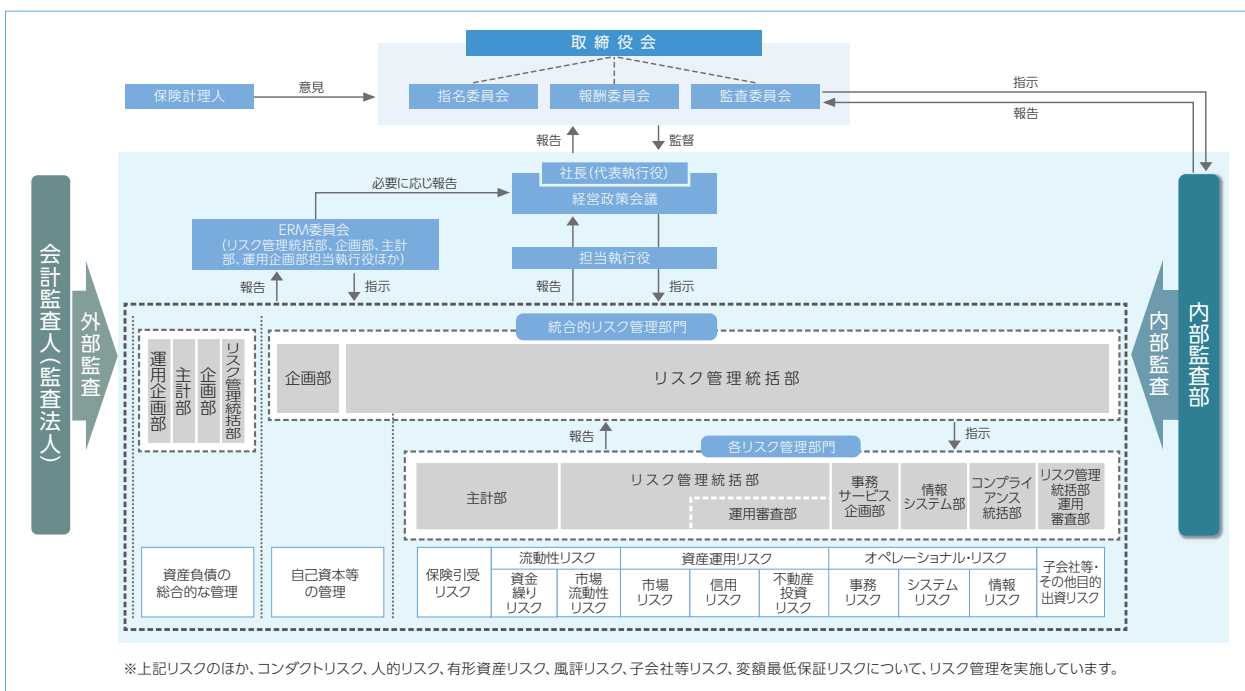 取締役会
指名委員会
報酬委員会
監査委員会
保険計理人
意見
指示
報告
報告
監督
社長(代表執行役)
経営政策会議
必要に応じ報告
ERM委員会
(リスク管理統括部、企画部、主計
部、運用企画部担当執行役ほか)
担当執行役
報告
指示
報告
指示
会計監査人(監査法人)
外部監査
内部監査
内部監査部
統合的リスク管理部門
運用企画部
主計部
企画部
リスク管理統括部
企画部
リスク管理統括部
報告
指示
各リスク管理部門
主計部
リスク管理統括部
運用審査部
事務
サービス
企画部
情報
システム部
コンプライ
アンス
統括部
リスク管理
統括部
運用
審査部
資産負債の
総合的な管理
自己資本等
の管理
保険引受
リスク
流動性リスク
資金
繰り
リスク
市場
流動性
リスク
資産運用リスク
市場
リスク
信用
リスク
不動産
投資
リスク
オペレーショナル・リスク
事務
リスク
システム
リスク
情報
リスク
子会社等・
その他目的
出資リスク
※上記リスクのほか、コンダクトリスク、人的リスク、有形資産リスク、風評リスク、子会社等リスク、変額最低保証リスクについて、リスク管理を実施しています。